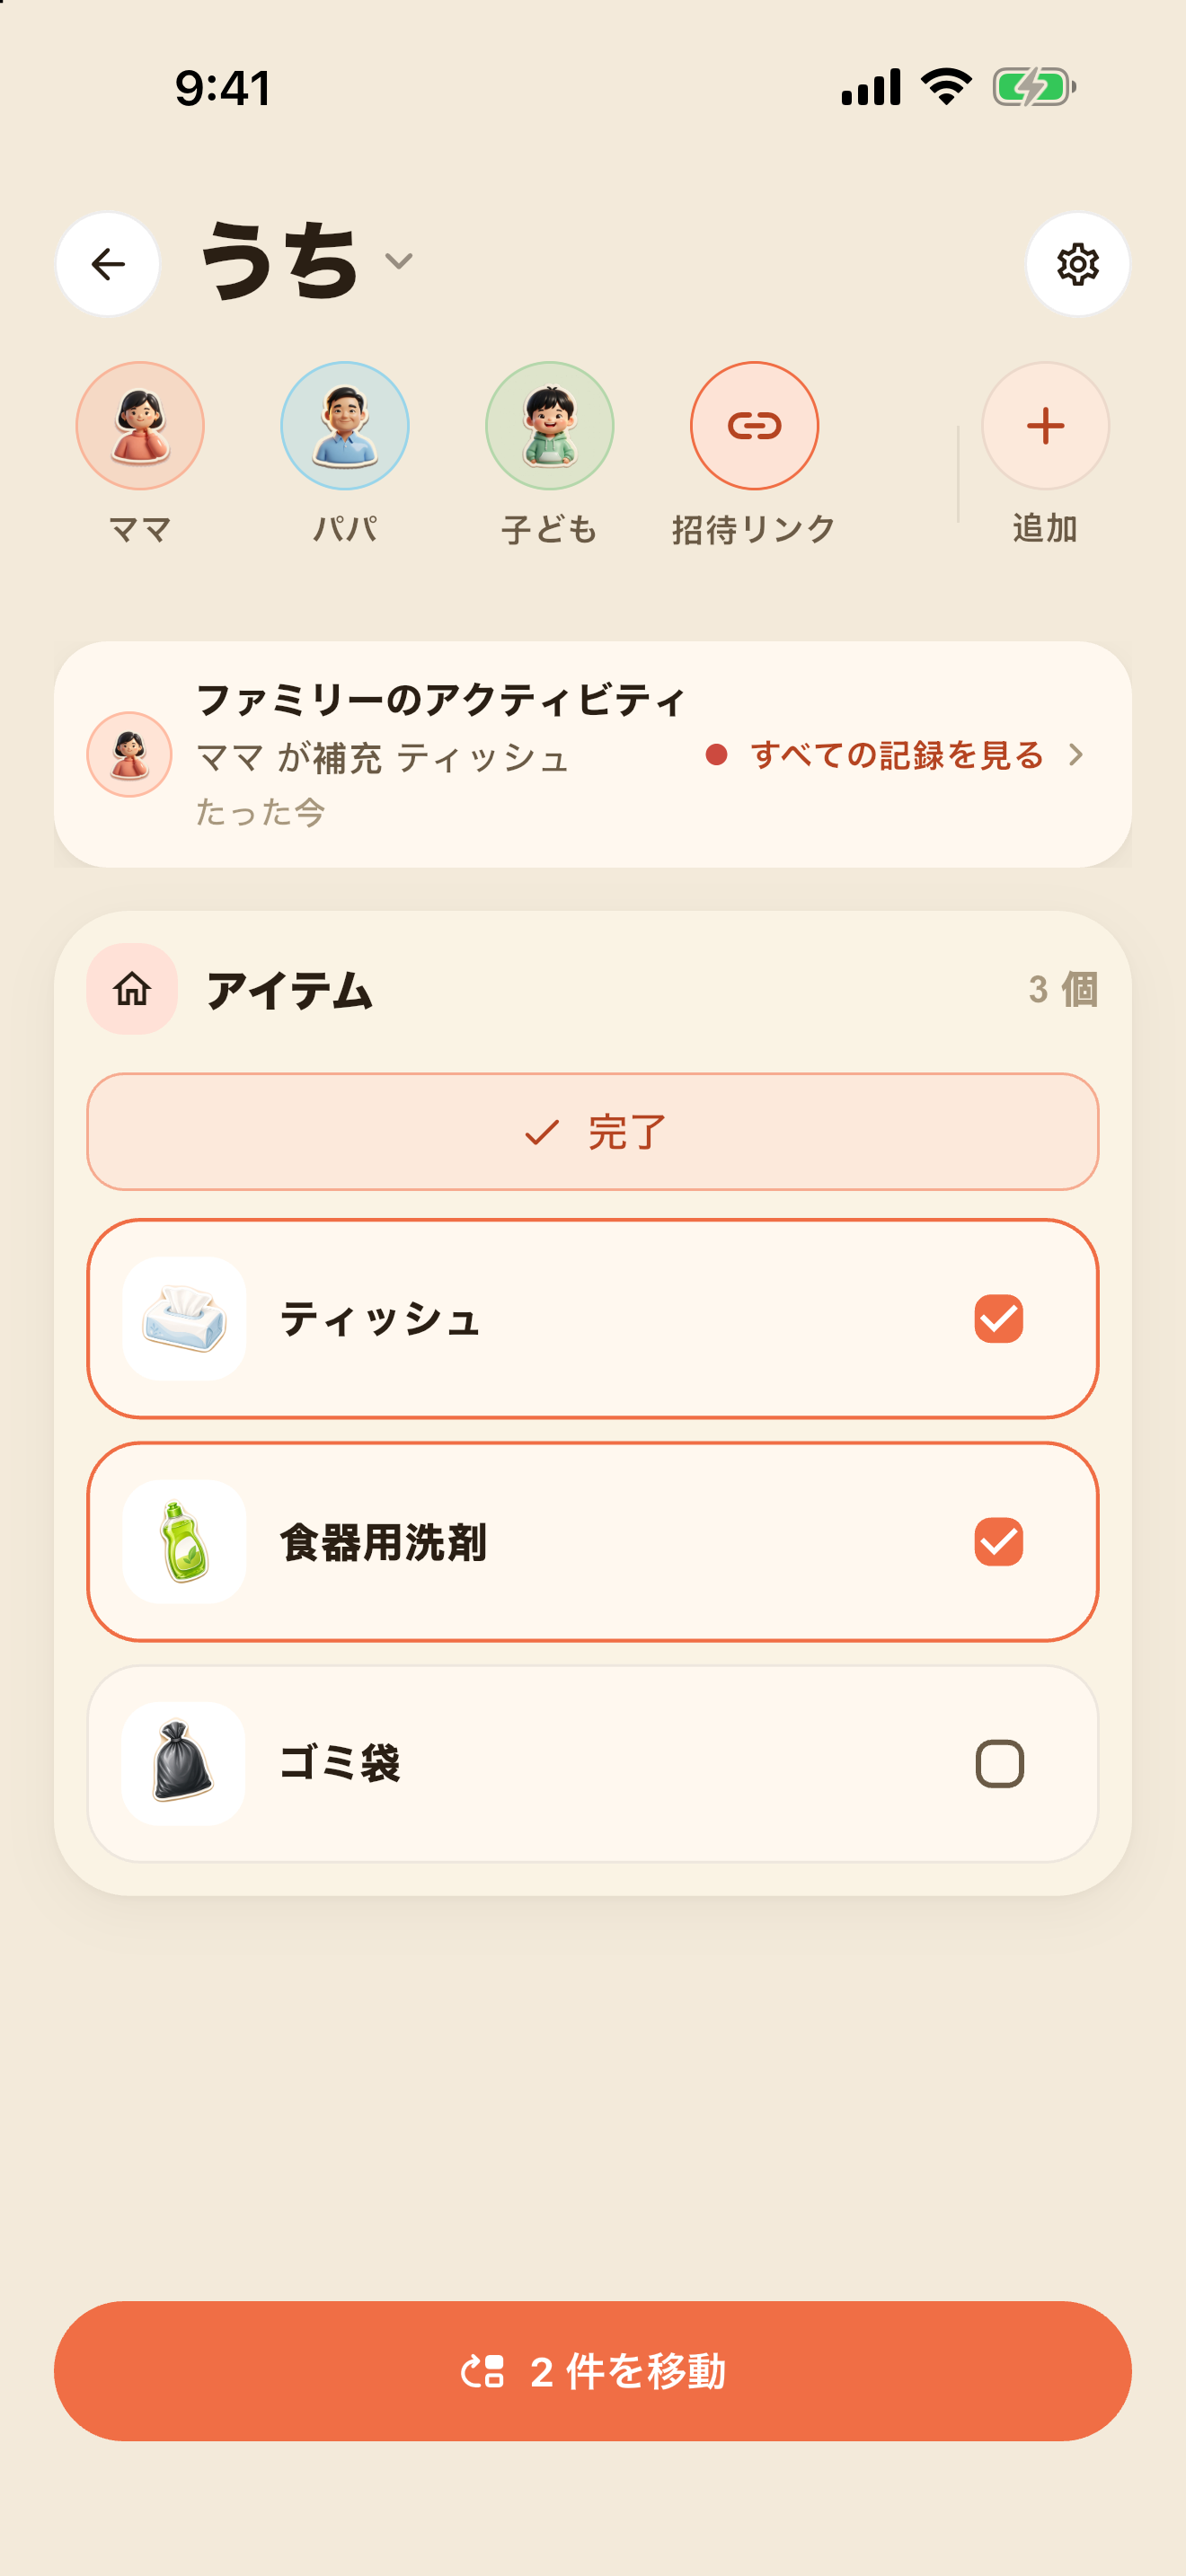 9:41
うち
ママ
パパ
子ども
招待リンク
追加
ファミリーのアクティビティ
ママ が補充 ティッシュ
すべての記録を見る
たった今
アイテム
3 個
完了
ティッシュ
食器用洗剤
ゴミ袋
2 件を移動